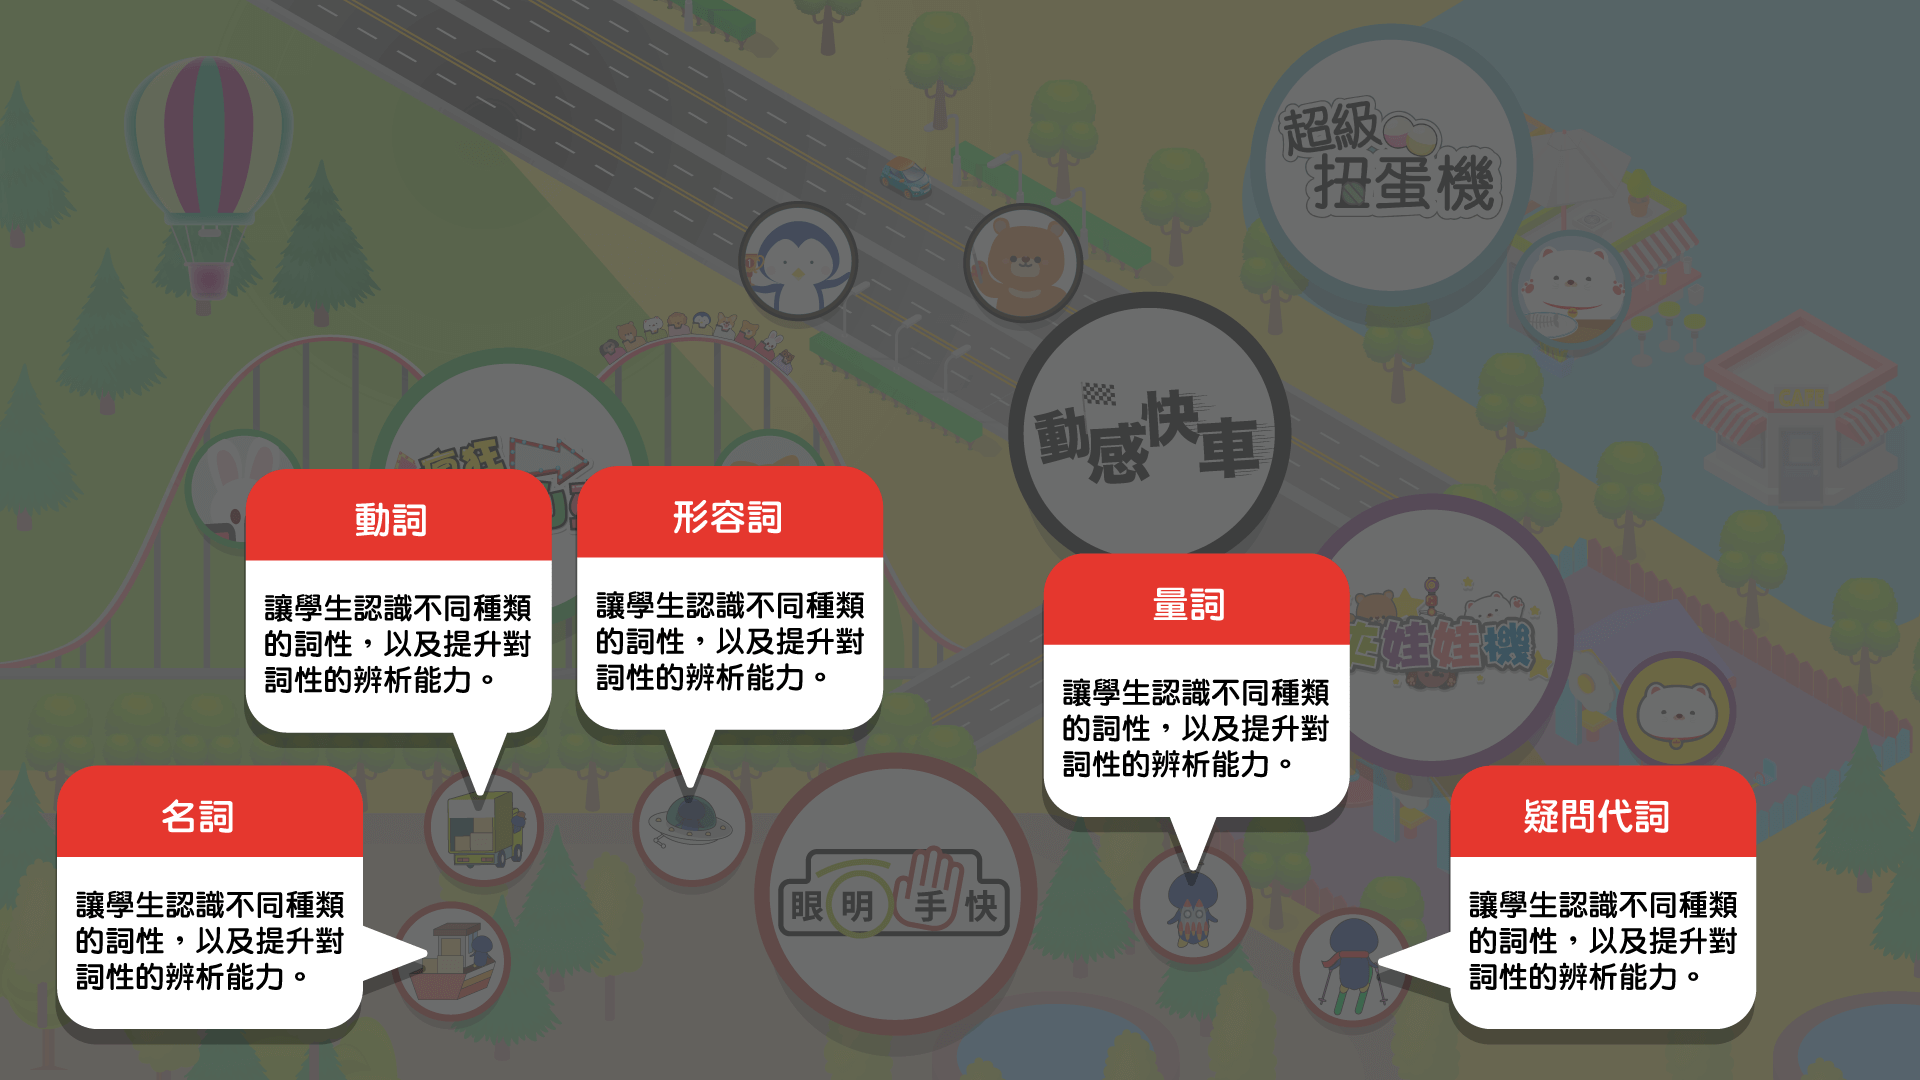 超級
扭蛋機
動感快車
瘋狂
動詞
讓學生認識不同種類
的詞性，以及提升對
詞性的辨析能力。
形容詞
讓學生認識不同種類
的詞性，以及提升對
詞性的辨析能力。
量詞
讓學生認識不同種類
的詞性，以及提升對
詞性的辨析能力。
娃娃機
CAFE
名詞
讓學生認識不同種類
的詞性，以及提升對
詞性的辨析能力。
眼明手快
疑問代詞
讓學生認識不同種類
的詞性，以及提升對
詞性的辨析能力。